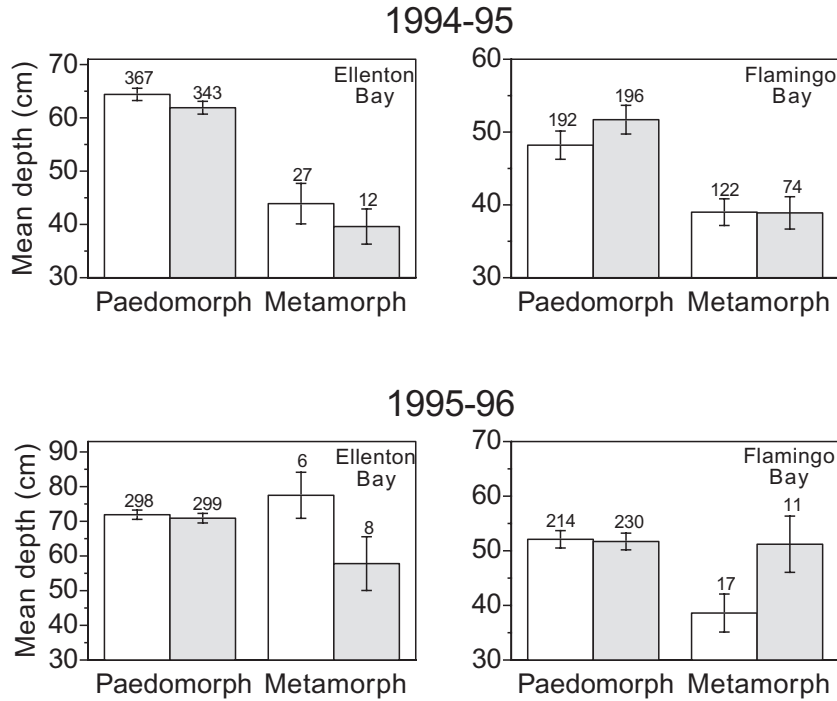 1994-95
Mean depth (cm)
70
60
50
40
30
367
343
27
12
Ellenton
Bay
Paedomorph Metamorph
60
50
40
30
192
196
122
74
Flamingo
Bay
Paedomorph Metamorph
1995-96
Mean depth (cm)
90
80
70
60
50
40
30
298
299
6
8
Ellenton
Bay
Paedomorph Metamorph
70
60
50
40
30
214
230
17
11
Flamingo
Bay
Paedomorph Metamorph